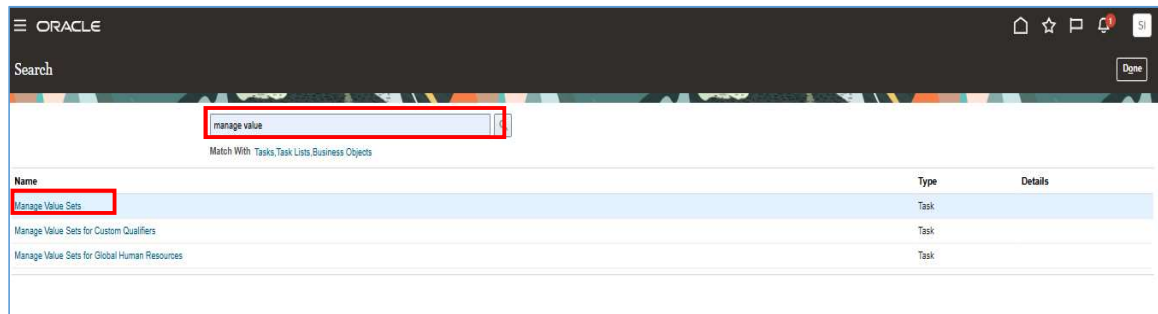 ORACLE
1
SI
Search
Done
manage value
Match With Tasks,Task Lists,Business Objects
Name Type Details
Manage Value Sets Task
Manage Value Sets for Custom Qualifiers Task
Manage Value Sets for Global Human Resources Task